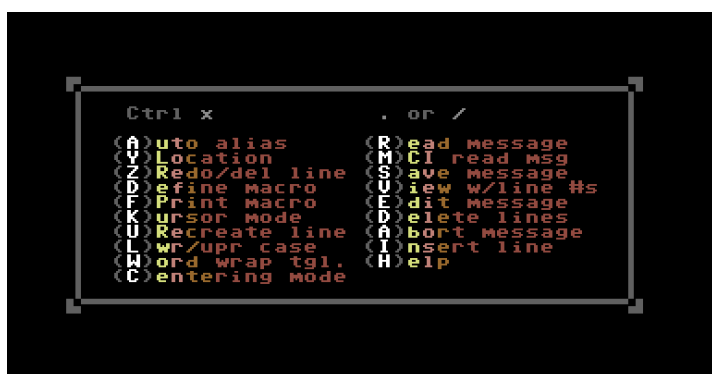 Ctrl x . or /
(A)uto alias (R)ead message
(Y)Location (M)CI read msg
(Z)Redo/del line (S)ave message
(D)efine macro (V)iew w/line #s
(F)Print macro (E)dit message
(K)ursor mode (D)elete lines
(U)Recreate line (A)bort message
(L)wr/upr case (I)nsert line
(W)ord wrap tgl. (H)elp
(C)entering mode